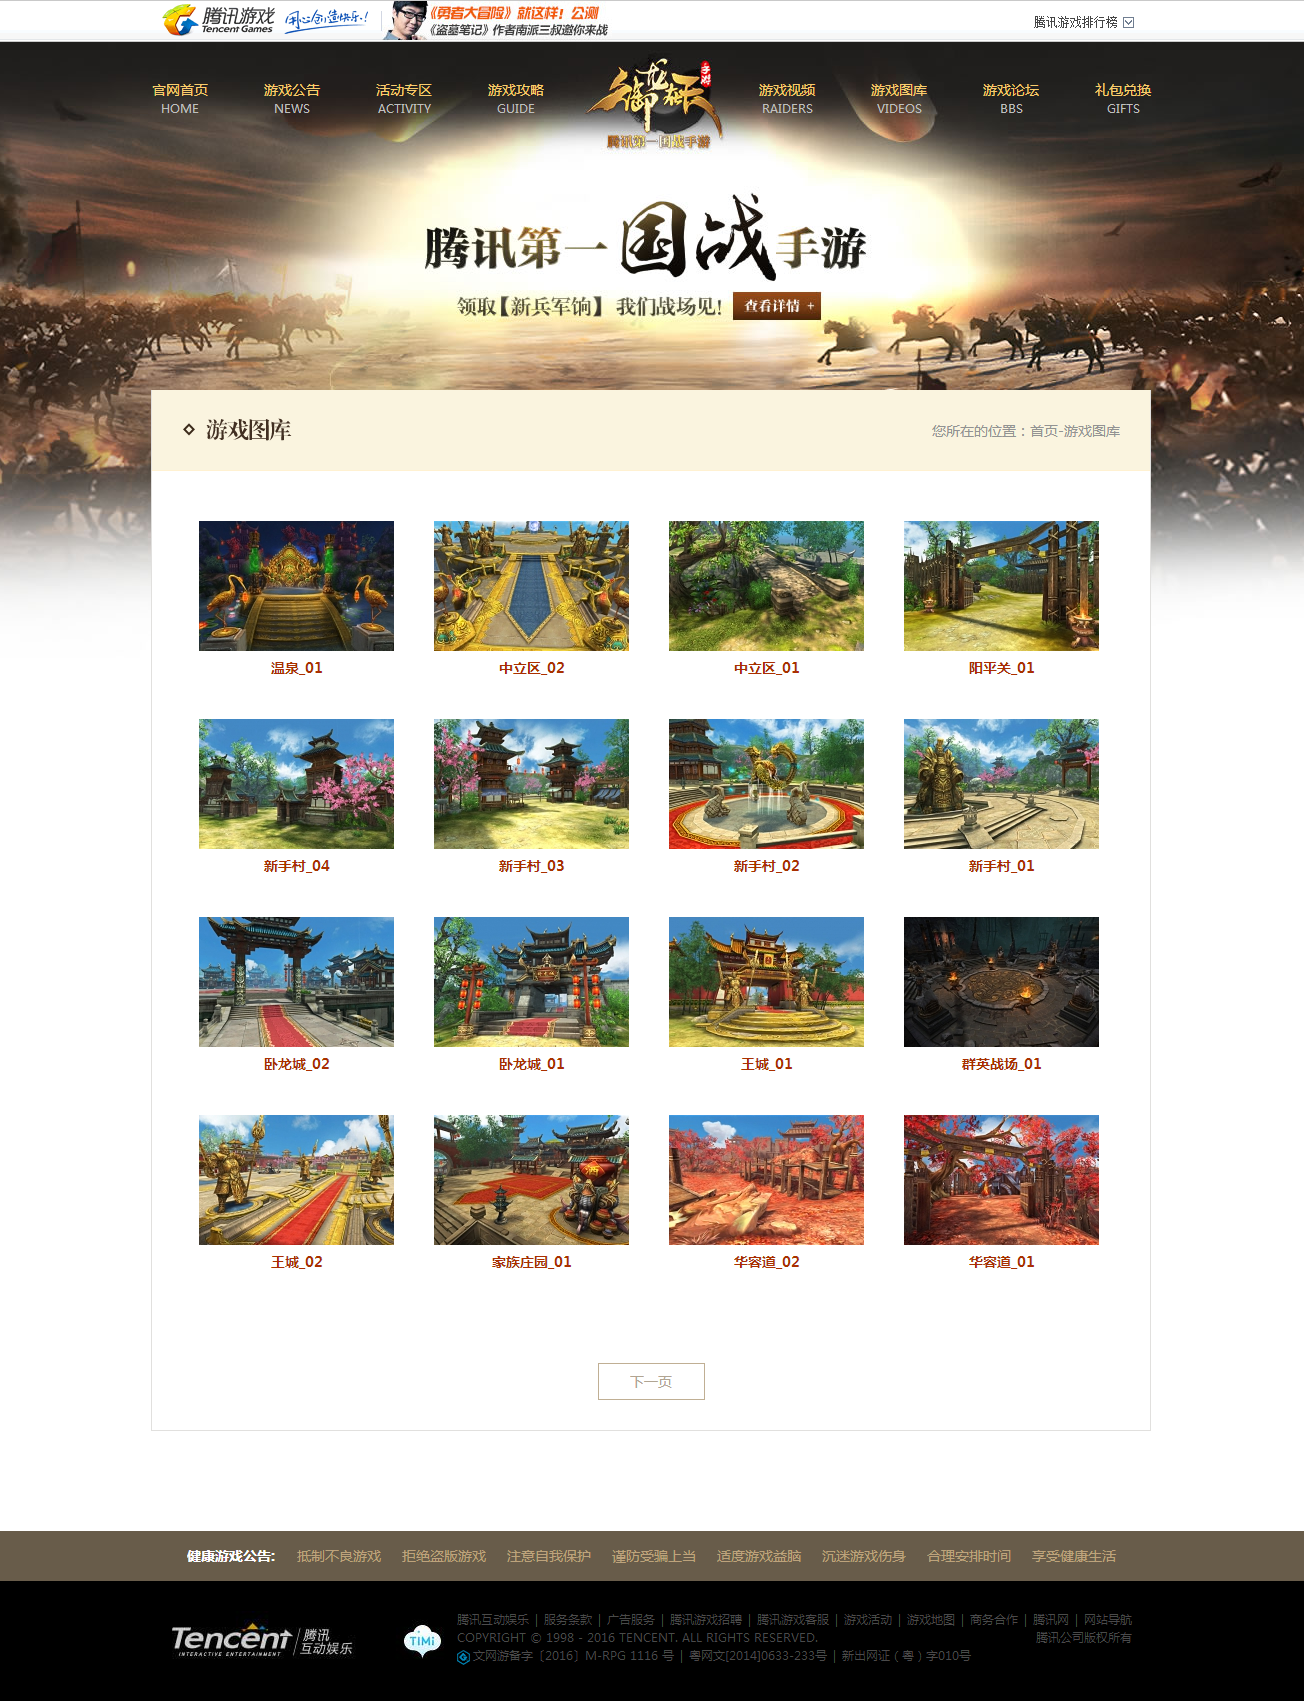 腾讯游戏
Tencent Games
用心创造快乐!
《勇者大冒险》就这样! 公测
《盗墓笔记》作者南派三叔邀你来战
腾讯游戏排行榜
官网首页 游戏公告 活动专区 游戏攻略 御龙在天 手游 游戏视频 游戏图库 游戏论坛 礼包兑换
HOME NEWS ACTIVITY GUIDE RAIDERS VIDEOS BBS GIFTS
腾讯第一国战手游
腾讯第一国战手游
领取【新兵军饷】 我们战场见! 查看详情 +
游戏图库
您所在的位置：首页-游戏图库
温泉_01 中立区_02 中立区_01 阳平关_01
新手村_04 新手村_03 新手村_02 新手村_01
卧龙城_02 卧龙城_01 王城_01 群英战场_01
王城_02 家族庄园_01 华容道_02 华容道_01
下一页
健康游戏公告: 抵制不良游戏 拒绝盗版游戏 注意自我保护 谨防受骗上当 适度游戏益脑 沉迷游戏伤身 合理安排时间 享受健康生活
Tencent 腾讯互动娱乐
INTERACTIVE ENTERTAINMENT
TiMi
腾讯互动娱乐 | 服务条款 | 广告服务 | 腾讯游戏招聘 | 腾讯游戏客服 | 游戏活动 | 游戏地图 | 商务合作 | 腾讯网 | 网站导航
COPYRIGHT © 1998 - 2016 TENCENT. ALL RIGHTS RESERVED. 腾讯公司版权所有
文网游备字〔2016〕M-RPG 1116 号 | 粤网文[2014]0633-233号 | 新出网证（粤）字010号